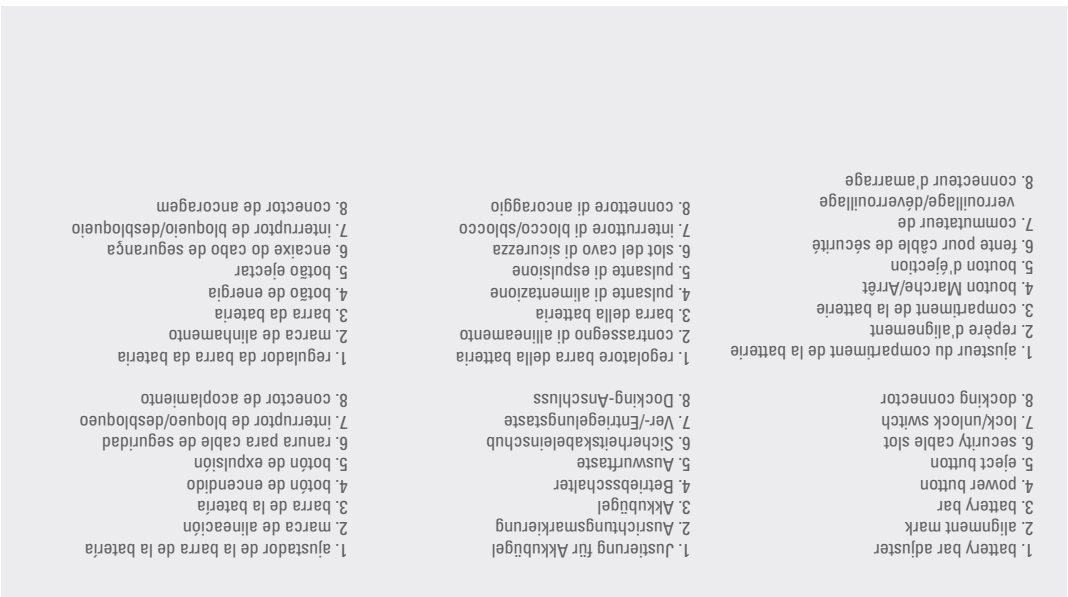 1. battery bar adjuster
2. alignment mark
3. battery bar
4. power button
5. eject button
6. security cable slot
7. lock/unlock switch
8. docking connector
1. Justierung für Akkubügel
2. Ausrichtungsmarkierung
3. Akkubügel
4. Betriebsschalter
5. Auswurftaste
6. Sicherheitskabeleinschub
7. Ver-/Entriegelungstaste
8. Docking-Anschluss
1. ajustador de la barra de la batería
2. marca de alineación
3. barra de la batería
4. botón de encendido
5. botón de expulsión
6. ranura para cable de seguridad
7. interruptor de bloqueo/desbloqueo
8. conector de acoplamiento
1. ajusteur du compartiment de la batterie
2. repère d'alignement
3. compartiment de la batterie
4. bouton Marche/Arrêt
5. bouton d'éjection
6. fente pour câble de sécurité
7. commutateur de
verrouillage/déverrouillage
8. connecteur d'amarrage
1. regolatore barra della batteria
2. contrassegno di allineamento
3. barra della batteria
4. pulsante di alimentazione
5. pulsante di espulsione
6. slot del cavo di sicurezza
7. interruttore di blocco/sblocco
8. connettore di ancoraggio
1. regulador da barra da bateria
2. marca de alinhamento
3. barra da bateria
4. botão de energia
5. botão ejectar
6. encaixe do cabo de segurança
7. interruptor de bloqueio/desbloqueio
8. conector de ancoragem